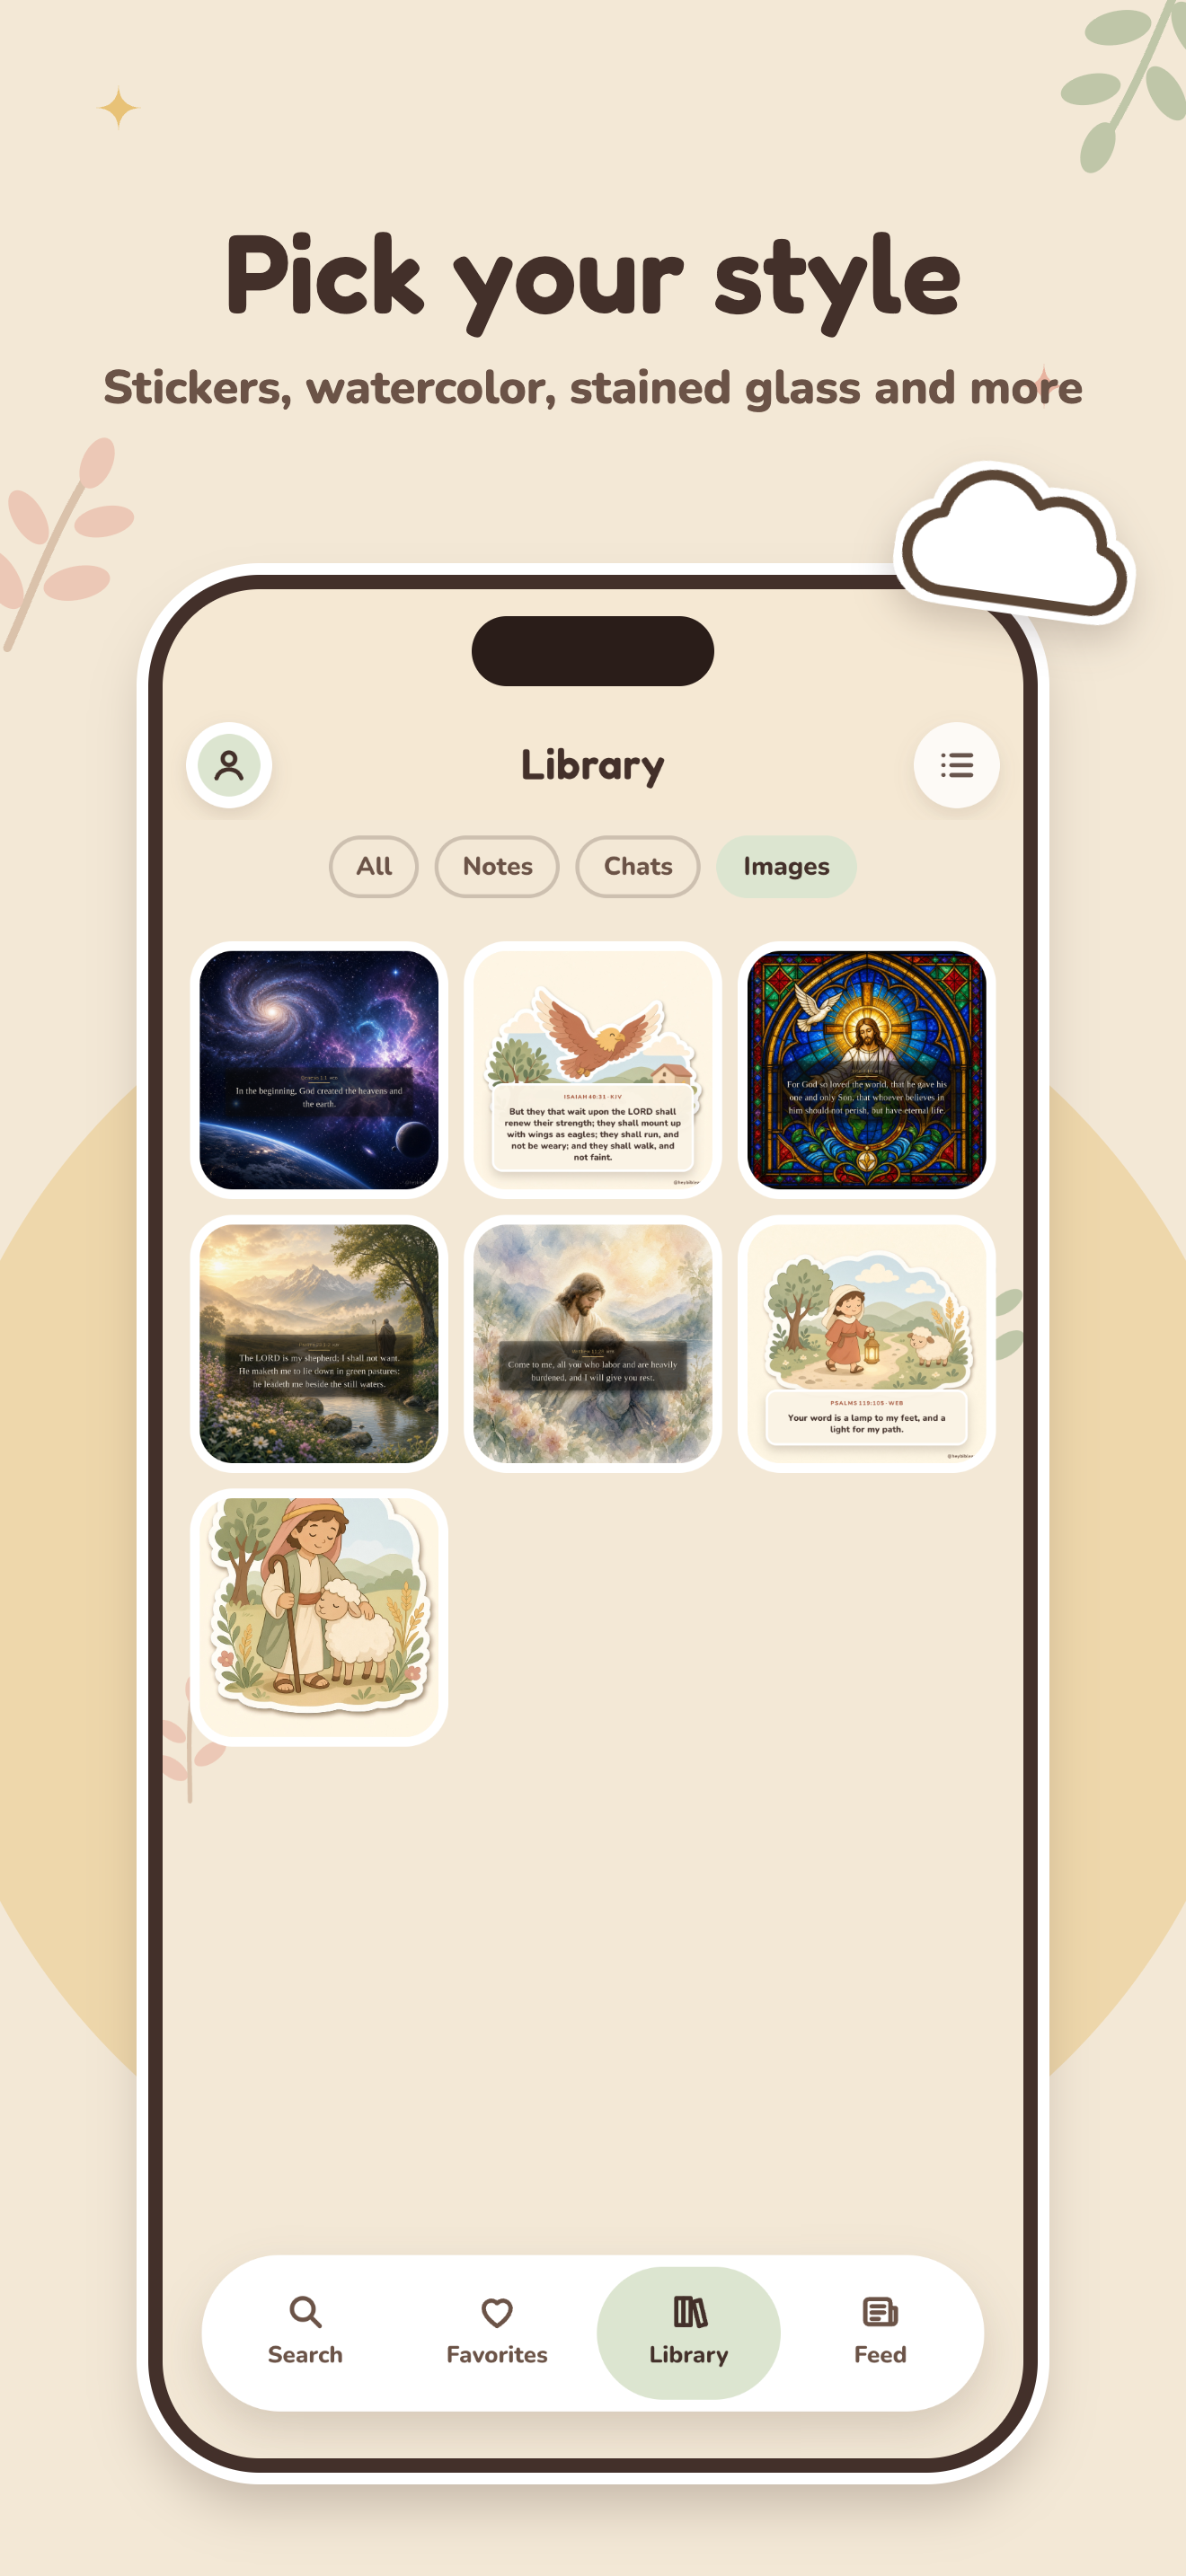 Pick your style
Stickers, watercolor, stained glass and more
Library
All
Notes
Chats
Images
In the beginning, God created the heavens and
the earth.
ISAIAH 40:31 · KJV
But they that wait upon the LORD shall
renew their strength; they shall mount up
with wings as eagles; they shall run, and
not be weary; and they shall walk, and
not faint.
For God so loved the world, that he gave his
one and only Son, that whoever believes in
him should not perish, but have eternal life.
The LORD is my shepherd; I shall not want.
He maketh me to lie down in green pastures:
he leadeth me beside the still waters.
Come to me, all you who labor and are heavily
burdened, and I will give you rest.
PSALMS 119:105 · WEB
Your word is a lamp to my feet, and a
light for my path.
Search
Favorites
Library
Feed